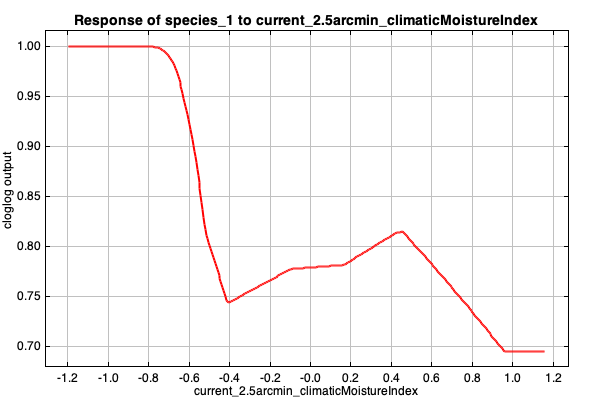 Response of species_1 to current_2.5arcmin_climaticMoistureIndex
1.00
0.95
0.90
0.85
0.80
0.75
0.70
cloglog output
-1.2 -1.0 -0.8 -0.6 -0.4 -0.2 -0.0 0.2 0.4 0.6 0.8 1.0 1.2
current_2.5arcmin_climaticMoistureIndex